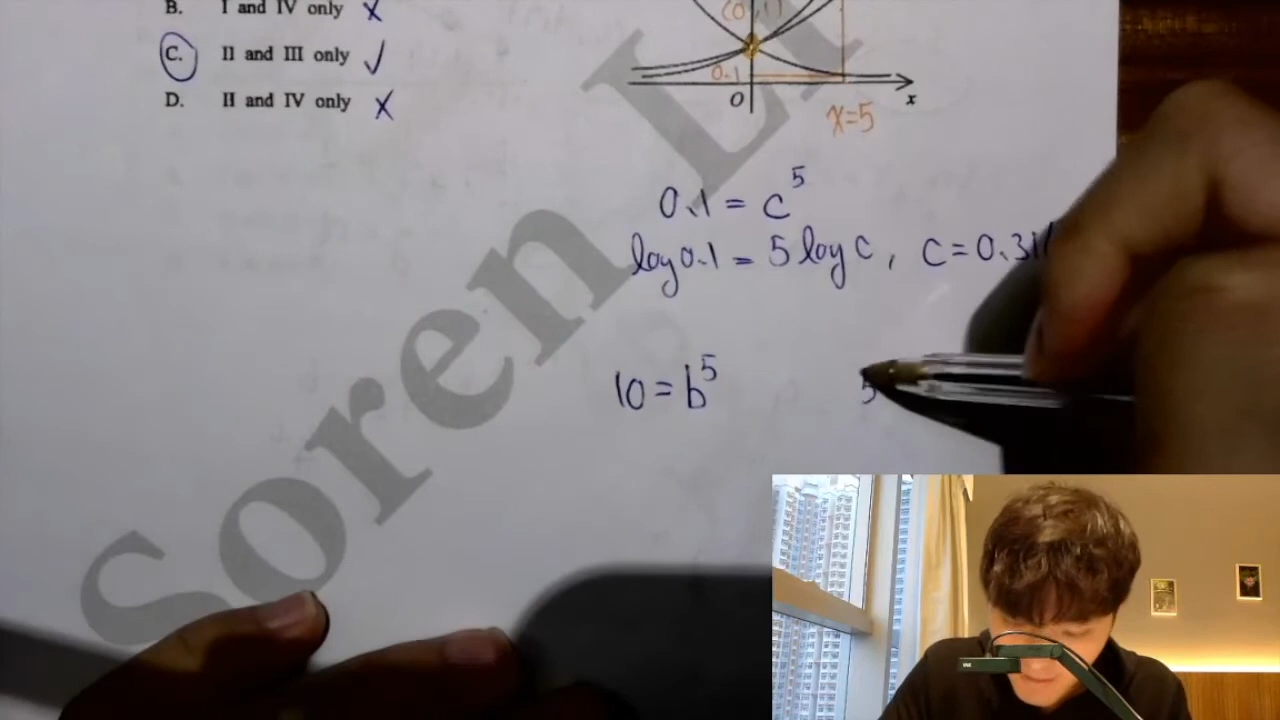 B. I and IV only ✗
(0,1)
C. II and III only ✓
0.1
D. II and IV only ✗
O x
x=5
0.1 = c^5
log 0.1 = 5 log c, c = 0.31
10 = b^5 5
Soren